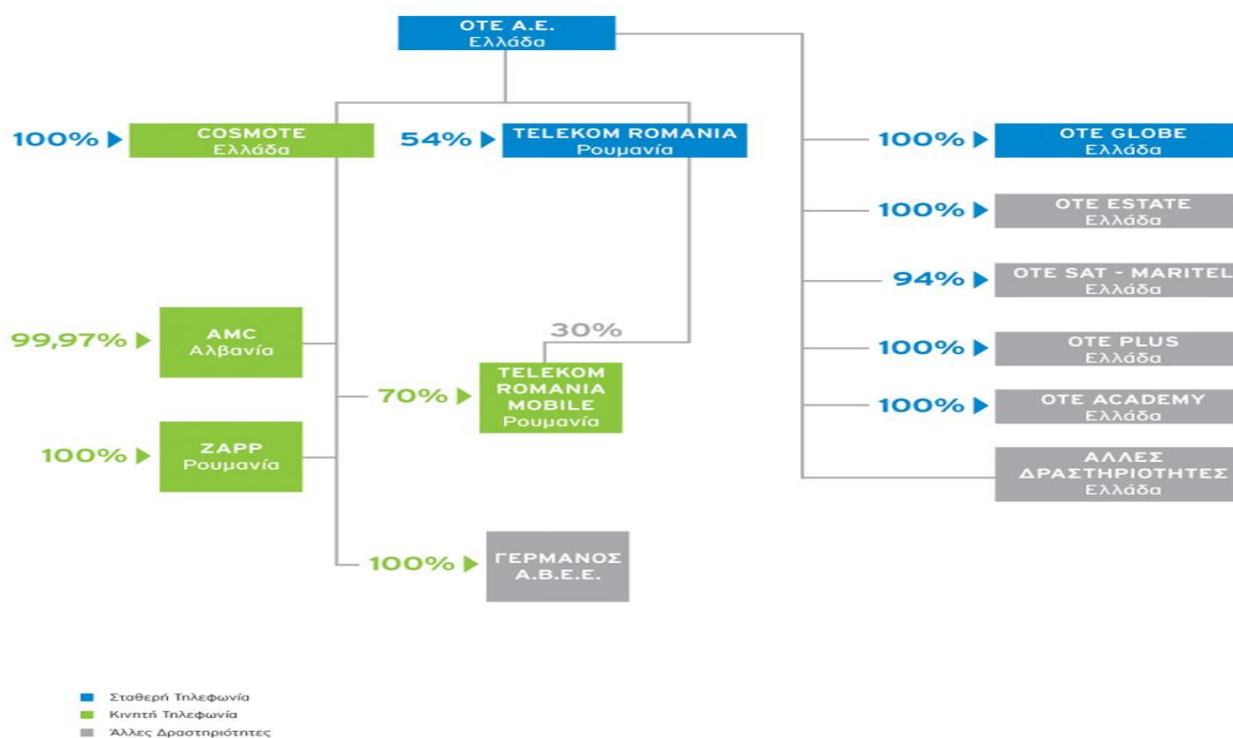 ΟΤΕ Α.Ε.
Ελλάδα
100%
COSMOTE
Ελλάδα
54%
TELEKOM ROMANIA
Ρουμανία
100%
OTE GLOBE
Ελλάδα
100%
OTE ESTATE
Ελλάδα
94%
OTE SAT - MARITEL
Ελλάδα
99,97%
AMC
Αλβανία
30%
70%
TELEKOM
ROMANIA
MOBILE
Ρουμανία
100%
OTE PLUS
Ελλάδα
100%
OTE ACADEMY
Ελλάδα
100%
ZAPP
Ρουμανία
ΑΛΛΕΣ
ΔΡΑΣΤΗΡΙΟΤΗΤΕΣ
Ελλάδα
100%
ΓΕΡΜΑΝΟΣ
Α.Β.Ε.Ε.
Σταθερή Τηλεφωνία
Κινητή Τηλεφωνία
Άλλες Δραστηριότητες